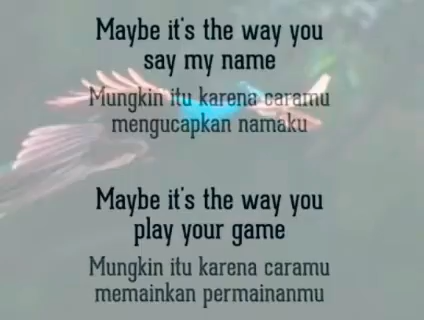 Maybe it's the way you
say my name
Mungkin itu karena caramu
mengucapkan namaku
Maybe it's the way you
play your game
Mungkin itu karena caramu
memainkan permainanmu